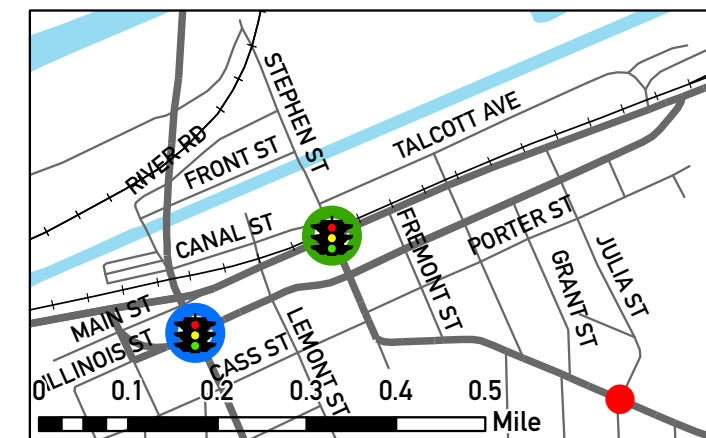 STEPHEN ST
TALCOTT AVE
RIVER RD
FRONT ST
CANAL ST
FREMONT ST
PORTER ST
JULIA ST
GRANT ST
MAIN ST
LEMONT ST
ILLINOIS ST
CASS ST
0 0.1 0.2 0.3 0.4 0.5
Mile